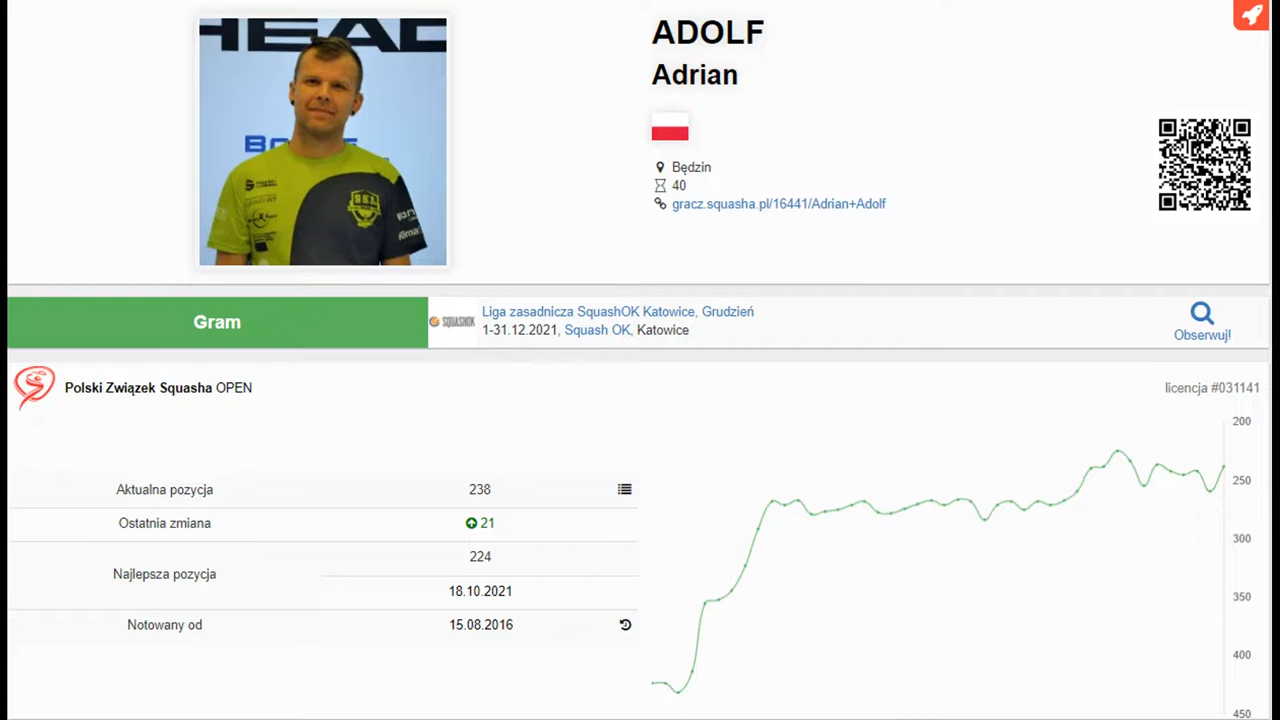 HEAD
ADOLF
Adrian
Będzin
40
gracz.squasha.pl/16441/Adrian+Adolf
Gram
SQUASHOK
Liga zasadnicza SquashOK Katowice, Grudzień
1-31.12.2021, Squash OK, Katowice
Obserwuj!
Polski Związek Squasha OPEN
licencja #031141
Aktualna pozycja 238
Ostatnia zmiana 21
Najlepsza pozycja 224
18.10.2021
Notowany od 15.08.2016
200
250
300
350
400
450